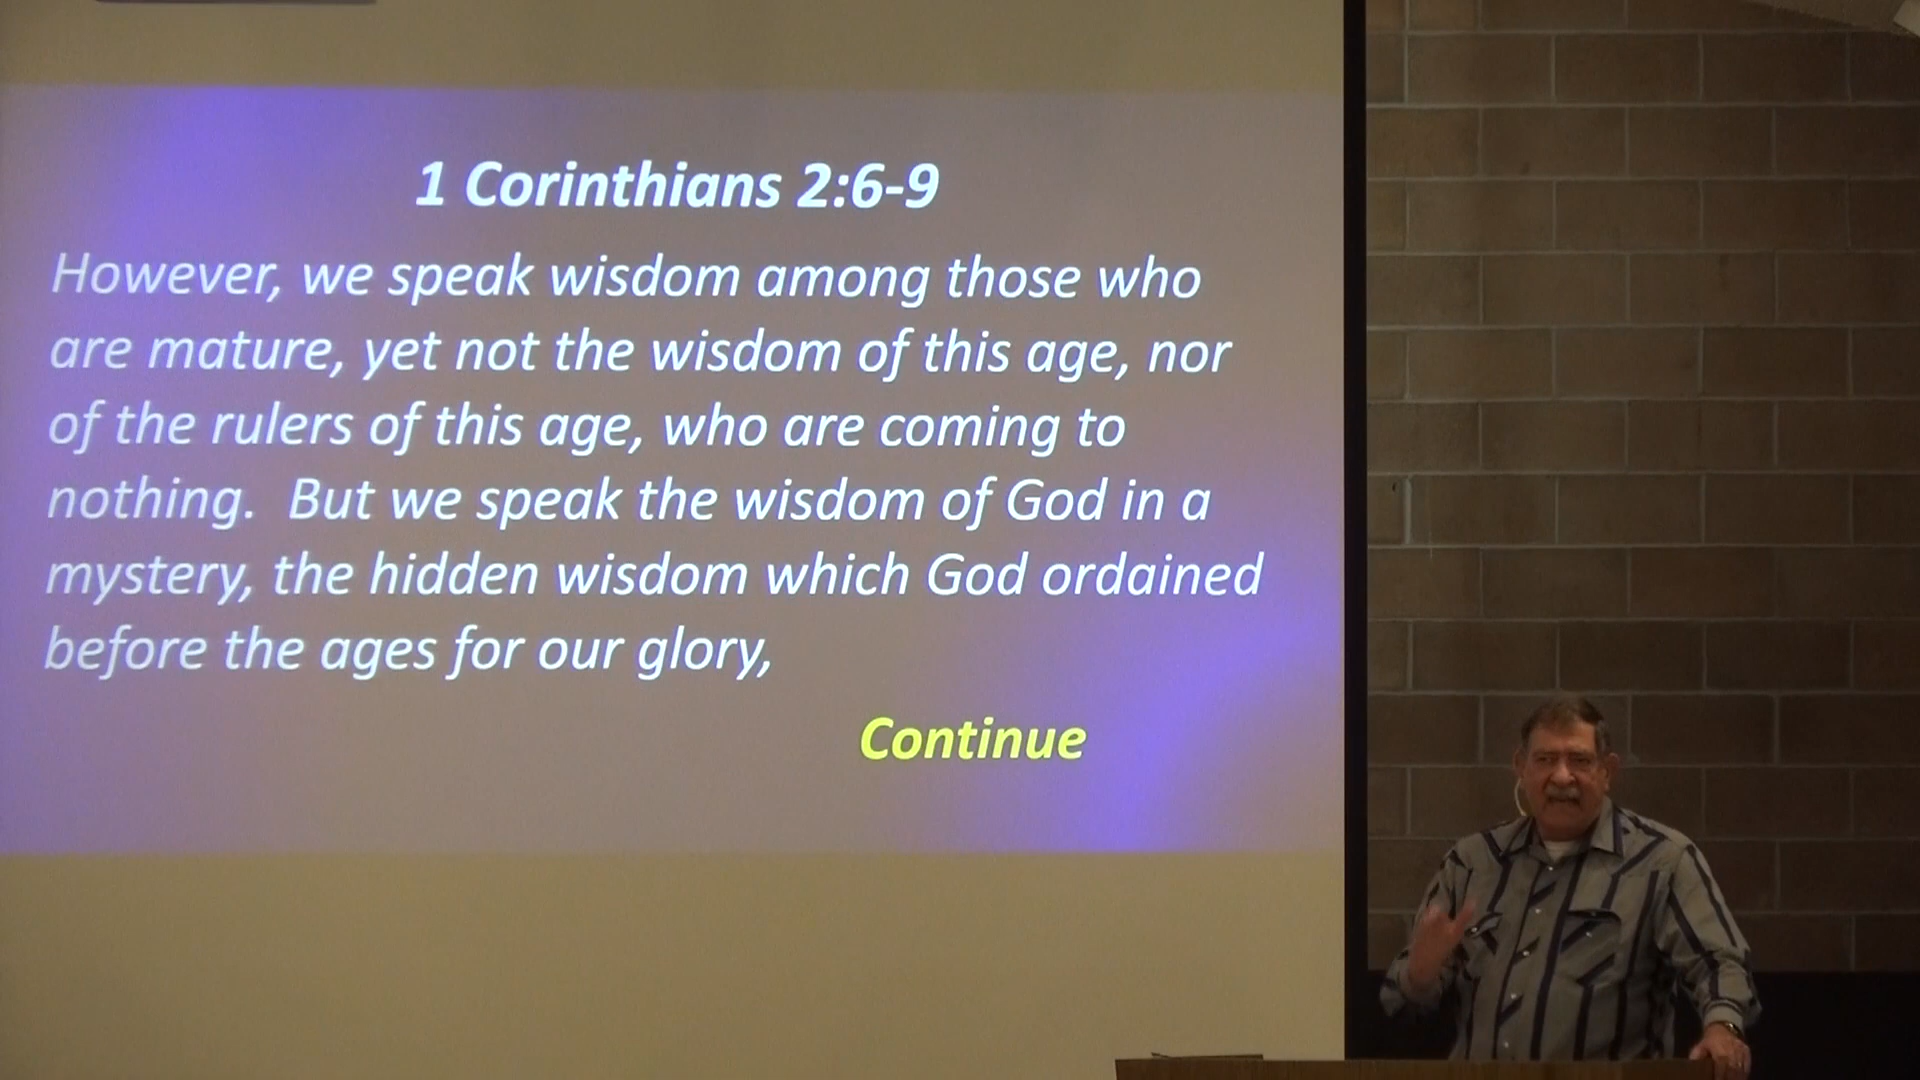 1 Corinthians 2:6-9
However, we speak wisdom among those who
are mature, yet not the wisdom of this age, nor
of the rulers of this age, who are coming to
nothing.  But we speak the wisdom of God in a
mystery, the hidden wisdom which God ordained
before the ages for our glory,
Continue